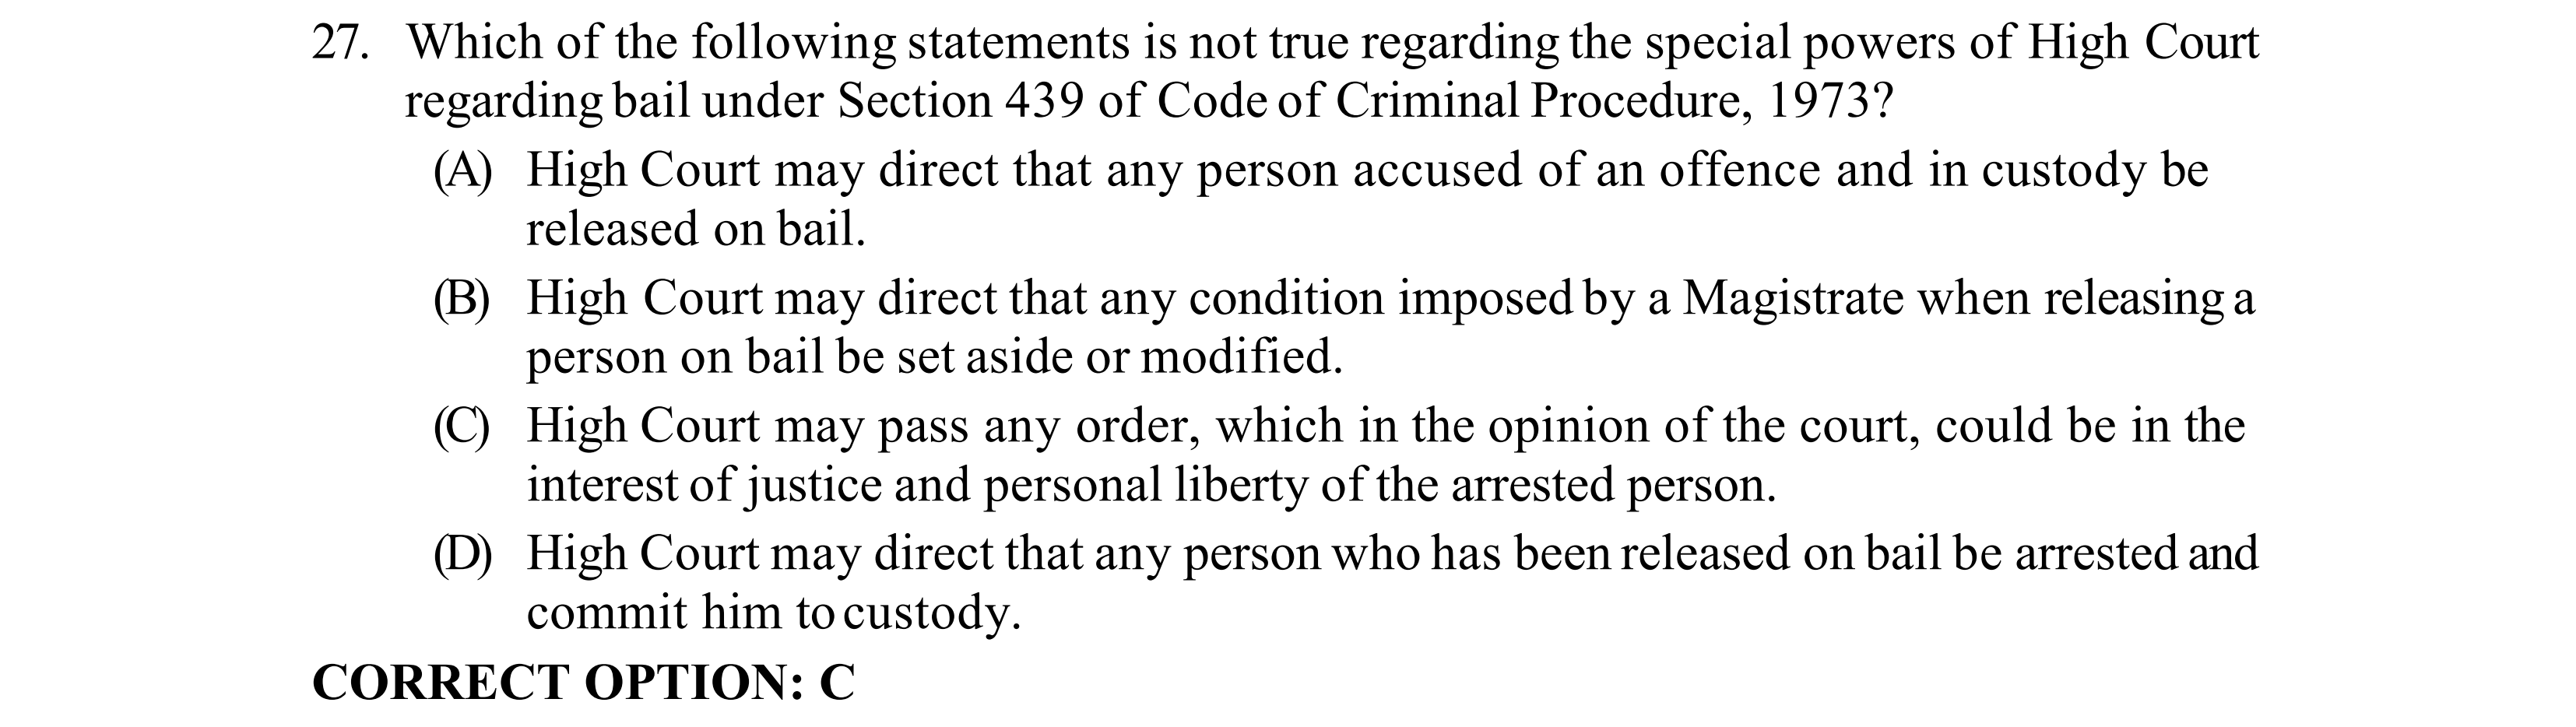 27. Which of the following statements is not true regarding the special powers of High Court
regarding bail under Section 439 of Code of Criminal Procedure, 1973?
(A) High Court may direct that any person accused of an offence and in custody be
released on bail.
(B) High Court may direct that any condition imposed by a Magistrate when releasing a
person on bail be set aside or modified.
(C) High Court may pass any order, which in the opinion of the court, could be in the
interest of justice and personal liberty of the arrested person.
(D) High Court may direct that any person who has been released on bail be arrested and
commit him to custody.
CORRECT OPTION: C